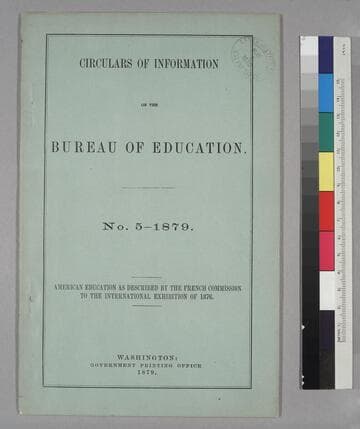 CIRCULARS OF INFORMATION
OF THE
BUREAU OF EDUCATION.
No. 5-1879.
AMERICAN EDUCATION AS DESCRIBED BY THE FRENCH COMMISSION
TO THE INTERNATIONAL EXHIBITION OF 1876.
WASHINGTON:
GOVERNMENT PRINTING OFFICE
1879.